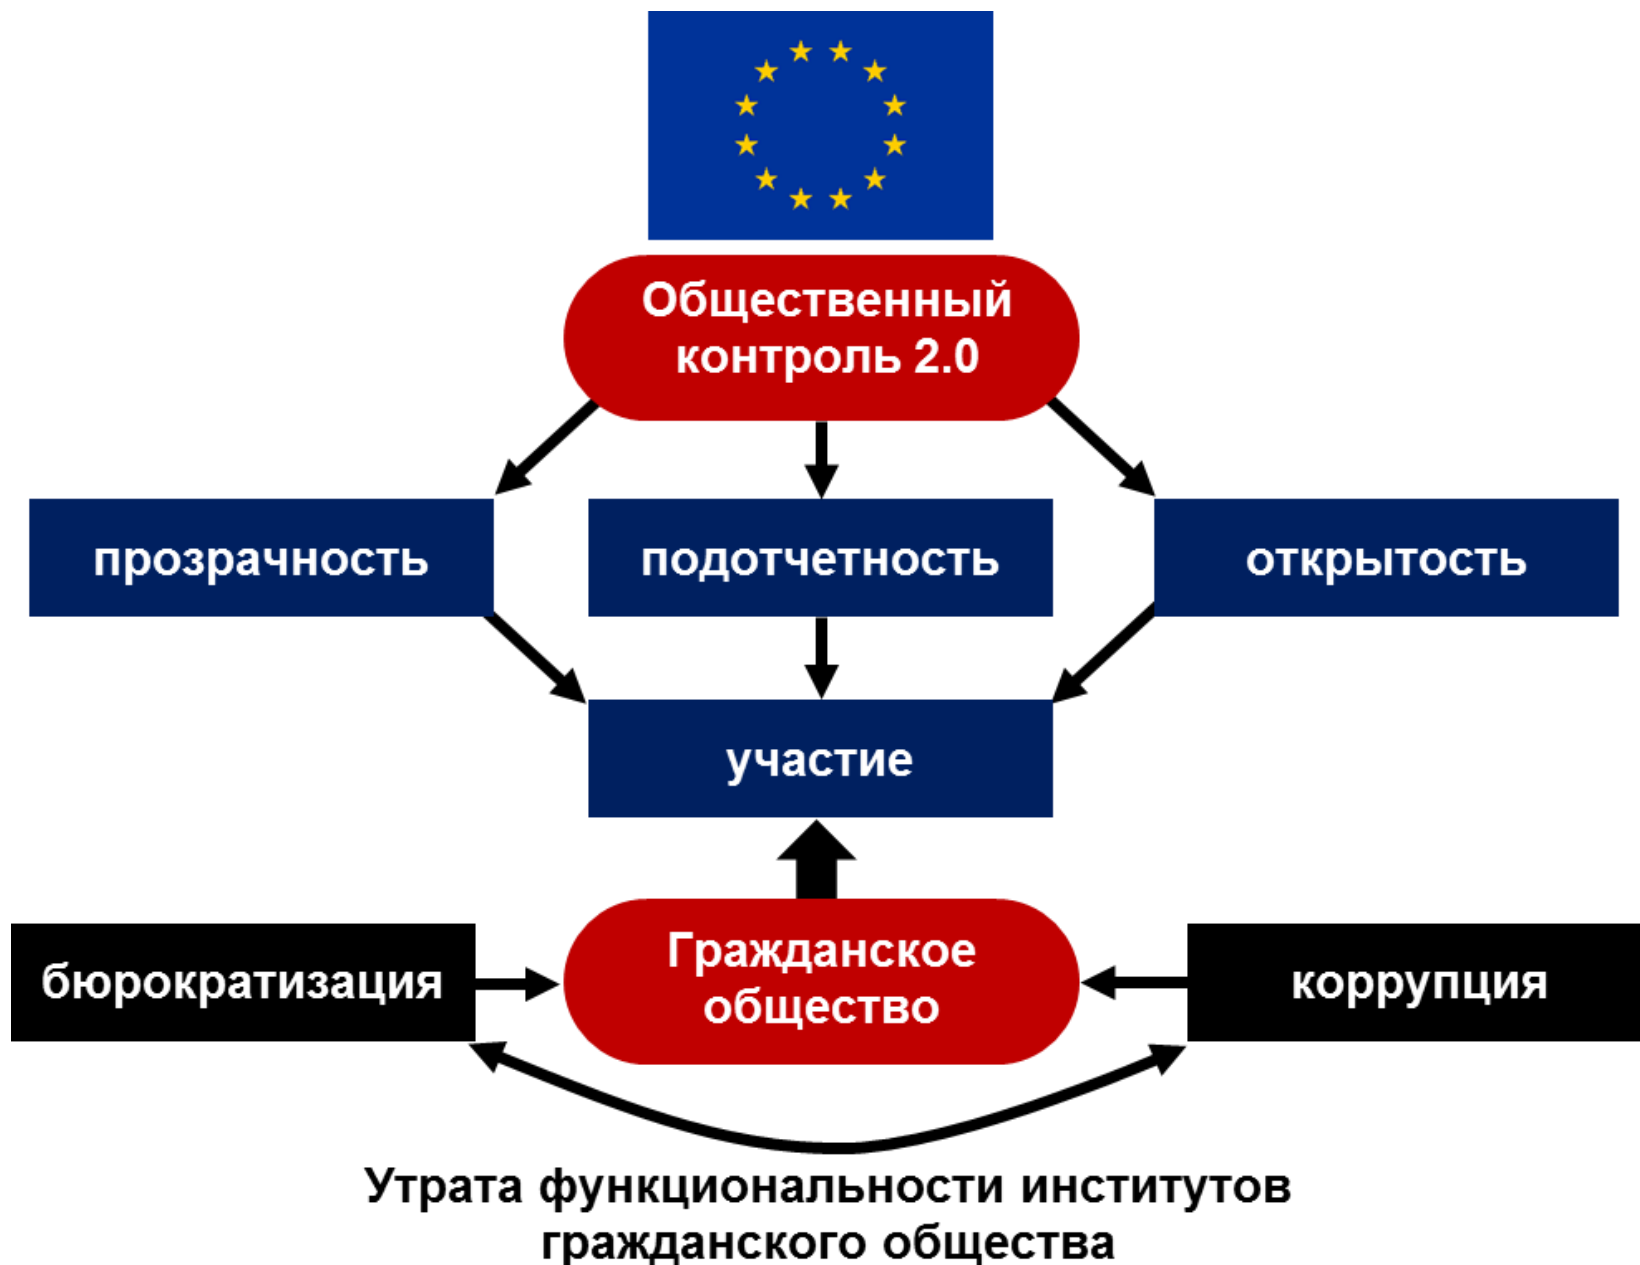 Общественный
контроль 2.0
прозрачность
подотчетность
открытость
участие
Гражданское
общество
бюрократизация
коррупция
Утрата функциональности институтов
гражданского общества